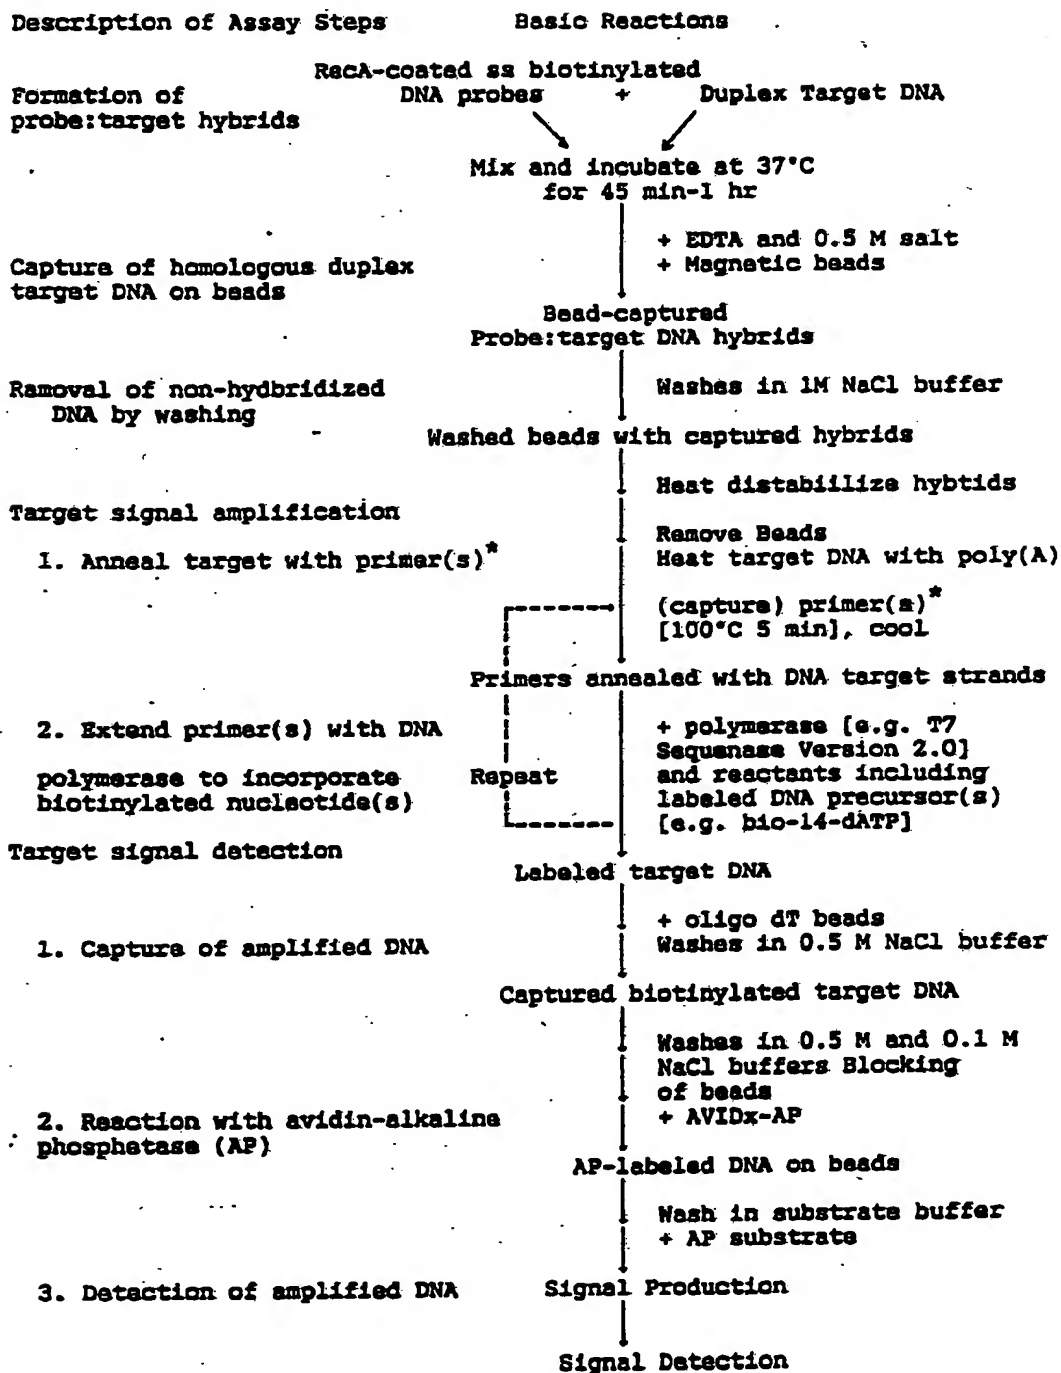 Description of Assay Steps Basic Reactions
RecA-coated ss biotinylated
Formation of DNA probes + Duplex Target DNA
probe:target hybrids
Mix and incubate at 37°C
for 45 min-1 hr
+ EDTA and 0.5 M salt
Capture of homologous duplex + Magnetic beads
target DNA on beads
Bead-captured
Probe:target DNA hybrids
Ramoval of non-hydbridized Washes in 1M NaCl buffer
DNA by washing
Washed beads with captured hybrids
Heat distabillize hybtids
Target signal amplification
Remove Beads
1. Anneal target with primer(s)* Heat target DNA with poly(A)
(capture) primer(s)*
[100°C 5 min], cool
Primers annealed with DNA target strands
2. Extend primer(s) with DNA + polymerase [e.g. T7
Sequenase Version 2.0]
polymerase to incorporate Repeat and reactants including
biotinylated nucleotide(s) labeled DNA precursor(s)
[e.g. bio-14-dATP]
Target signal detection
Labeled target DNA
+ oligo dT beads
1. Capture of amplified DNA Washes in 0.5 M NaCl buffer
Captured biotinylated target DNA
Washes in 0.5 M and 0.1 M
NaCl buffers Blocking
of beads
2. Reaction with avidin-alkaline + AVIDx-AP
phosphetase (AP)
AP-labeled DNA on beads
Wash in substrate buffer
+ AP substrate
3. Detection of amplified DNA Signal Production
Signal Detection